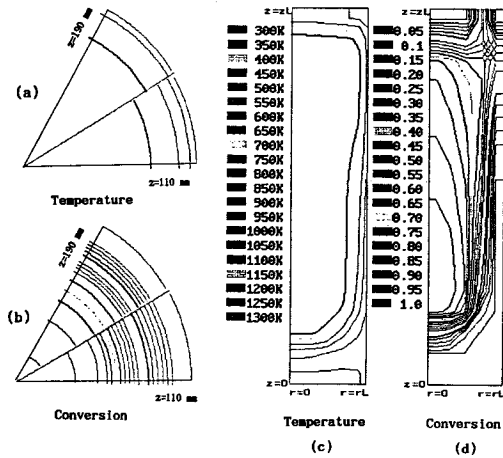 (a)
z=190 mm
z=110 mm
Temperature
(b)
z=190 mm
z=110 mm
Conversion
z=zL
300K
350K
400K
450K
500K
550K
600K
650K
700K
750K
800K
850K
900K
950K
1000K
1050K
1100K
1150K
1200K
1250K
1300K
z=0
r=0
r=rL
Temperature
(c)
z=zL
0.05
0.1
0.15
0.20
0.25
0.30
0.35
0.40
0.45
0.50
0.55
0.60
0.65
0.70
0.75
0.80
0.85
0.90
0.95
1.0
z=0
r=0
r=rL
Conversion
(d)